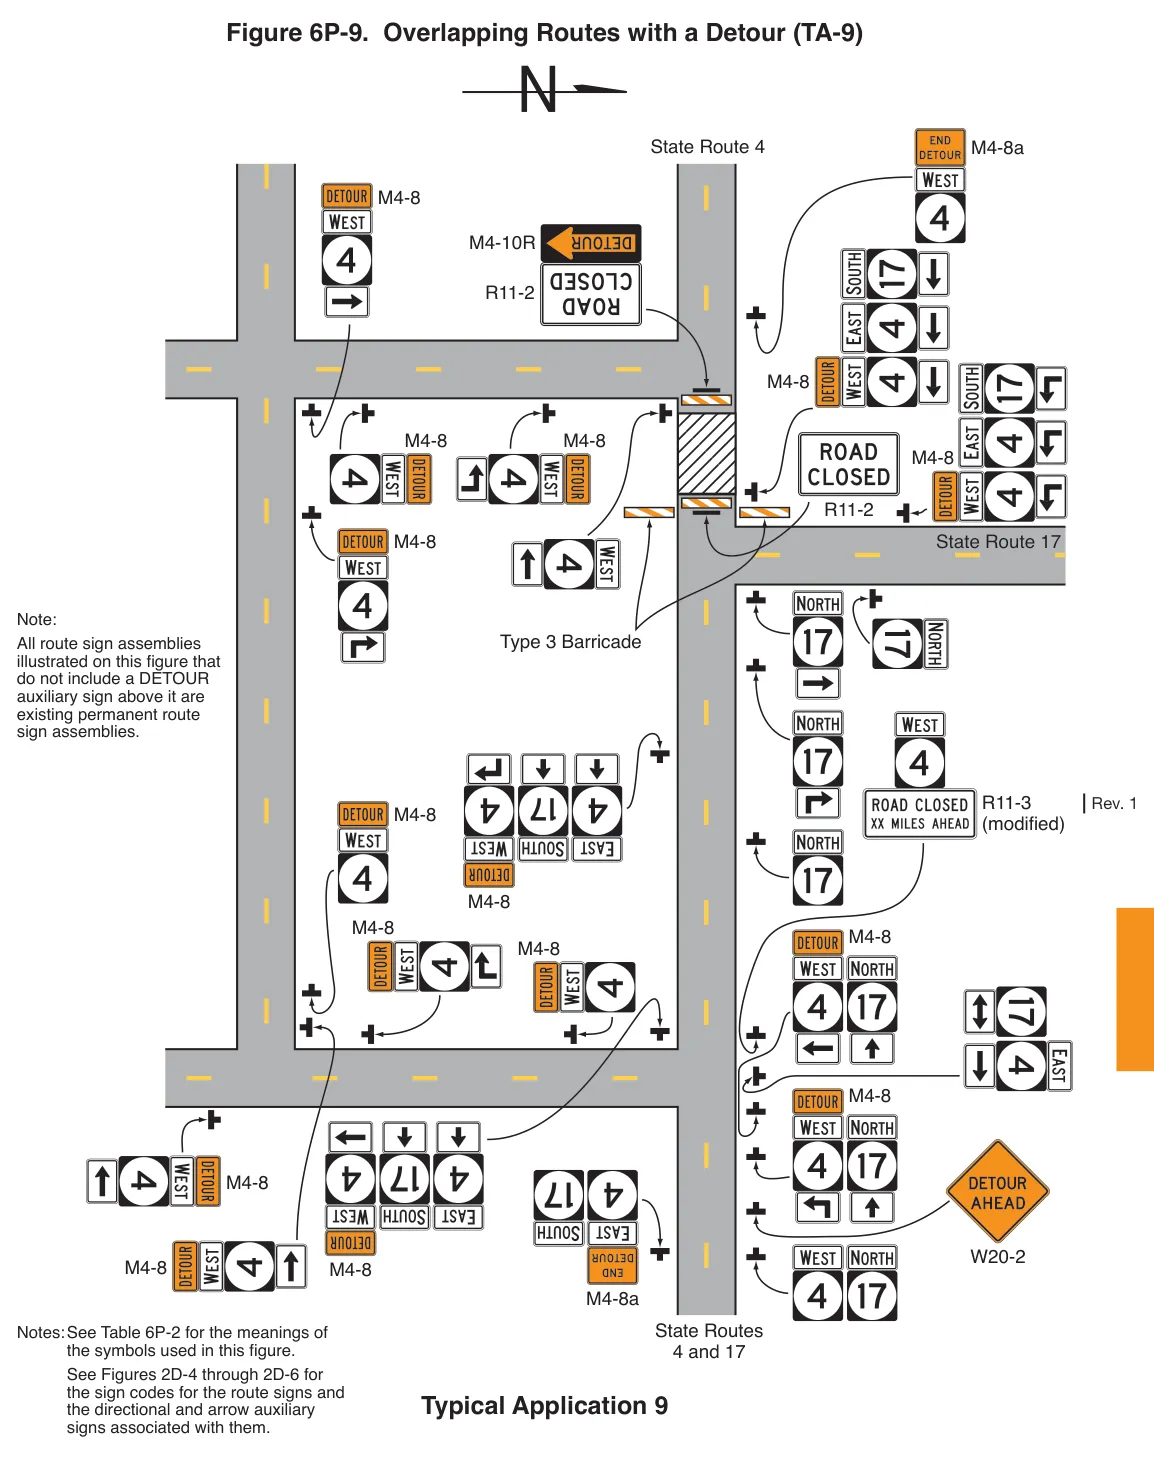 Figure 6P-9. Overlapping Routes with a Detour (TA-9)
N
State Route 4
END
DETOUR
M4-8a
WEST
4
DETOUR
M4-8
WEST
4
M4-10R
DETOUR
R11-2
ROAD
CLOSED
SOUTH
17
EAST
4
M4-8
DETOUR
WEST
4
SOUTH
17
EAST
4
M4-8
DETOUR
WEST
4
ROAD
CLOSED
R11-2
State Route 17
M4-8
4
WEST
DETOUR
M4-8
4
WEST
DETOUR
DETOUR
M4-8
WEST
4
4
WEST
Type 3 Barricade
Note:
All route sign assemblies
illustrated on this figure that
do not include a DETOUR
auxiliary sign above it are
existing permanent route
sign assemblies.
NORTH
17
17
NORTH
NORTH
17
WEST
4
ROAD CLOSED
XX MILES AHEAD
R11-3
(modified)
Rev. 1
NORTH
17
4
17
4
WEST
SOUTH
EAST
DETOUR
M4-8
DETOUR
M4-8
WEST
4
M4-8
DETOUR
WEST
4
M4-8
DETOUR
WEST
4
DETOUR
M4-8
WEST
NORTH
4
17
17
4
EAST
DETOUR
M4-8
WEST
NORTH
4
17
DETOUR
AHEAD
W20-2
WEST
NORTH
4
17
4
WEST
DETOUR
M4-8
M4-8
DETOUR
WEST
4
4
17
4
WEST
SOUTH
EAST
DETOUR
M4-8
17
4
SOUTH
EAST
END
DETOUR
M4-8a
State Routes
4 and 17
Notes: See Table 6P-2 for the meanings of
the symbols used in this figure.
See Figures 2D-4 through 2D-6 for
the sign codes for the route signs and
the directional and arrow auxiliary
signs associated with them.
Typical Application 9